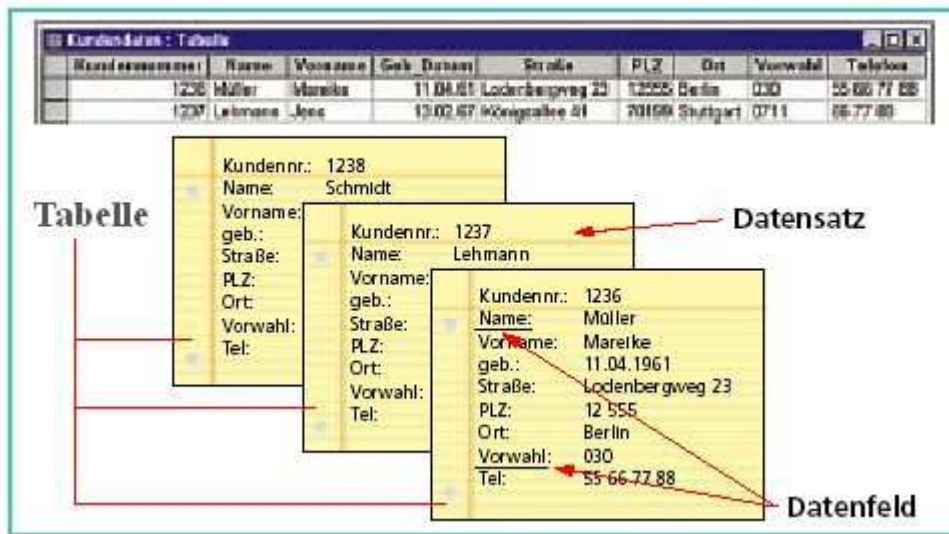 Kundendaten : Tabelle
Kundennummer Name Vorname Geb_Datum Straße PLZ Ort Vorwahl Telefon
1236 Müller Mareike 11.04.61 Lodenbergweg 23 12555 Berlin 030 55 66 77 88
1237 Lehmann Jens 13.02.67 Königsallee 41 Stuttgart 0711 66 77 88
Kundennr.: 1238
Name: Schmidt
Vorname:
geb.:
Straße:
PLZ:
Ort:
Vorwahl:
Tel:
Tabelle
Kundennr.: 1237
Name: Lehmann
Vorname:
geb.:
Straße:
PLZ:
Ort:
Vorwahl:
Tel:
Datensatz
Kundennr.: 1236
Name: Müller
Vorname: Mareike
geb.: 11.04.1961
Straße: Lodenbergweg 23
PLZ: 12 555
Ort: Berlin
Vorwahl: 030
Tel: 55 66 77 88
Datenfeld